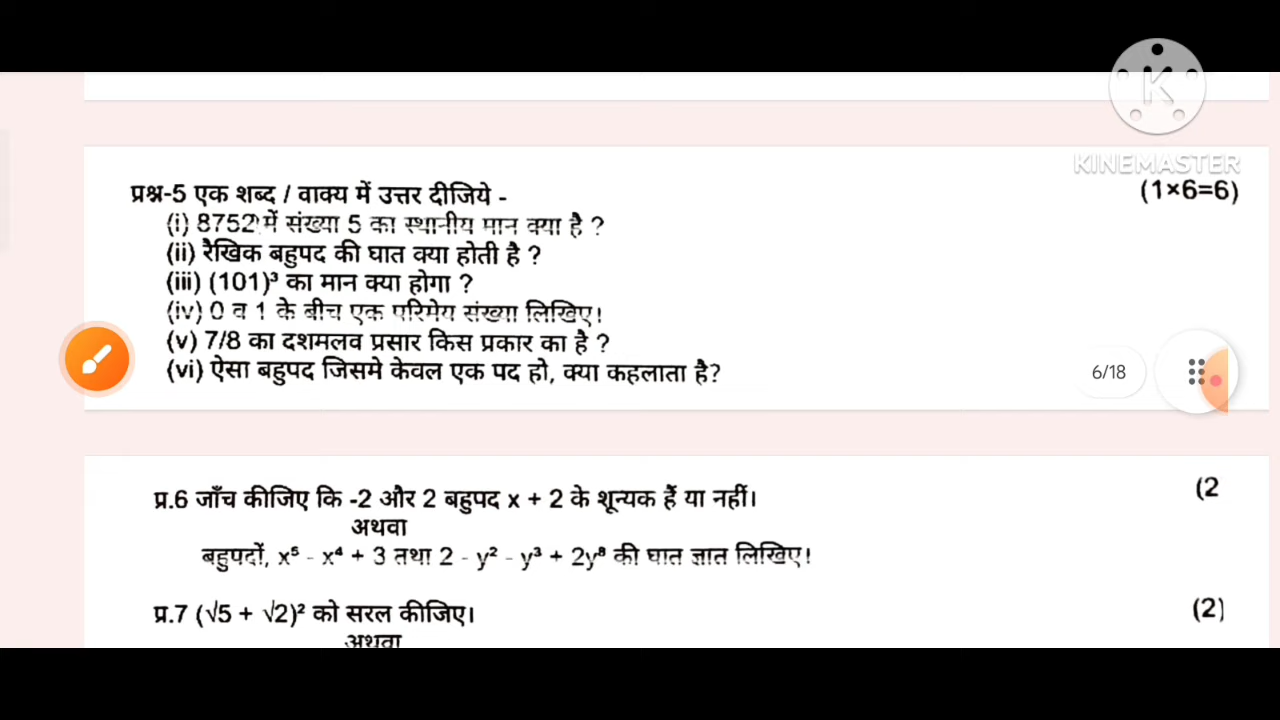 KINEMASTER
प्रश्न-5 एक शब्द / वाक्य में उत्तर दीजिये - (1×6=6)
(i) 8752 में संख्या 5 का स्थानीय मान क्या है ?
(ii) रैखिक बहुपद की घात क्या होती है ?
(iii) (101)³ का मान क्या होगा ?
(iv) 0 व 1 के बीच एक परिमेय संख्या लिखिए।
(v) 7/8 का दशमलव प्रसार किस प्रकार का है ?
(vi) ऐसा बहुपद जिसमे केवल एक पद हो, क्या कहलाता है?
6/18
प्र.6 जाँच कीजिए कि -2 और 2 बहुपद x + 2 के शून्यक हैं या नहीं। (2
अथवा
बहुपदों, x⁵ - x⁴ + 3 तथा 2 - y² - y³ + 2y⁸ की घात ज्ञात लिखिए।
प्र.7 (√5 + √2)² को सरल कीजिए। (2)
अथवा